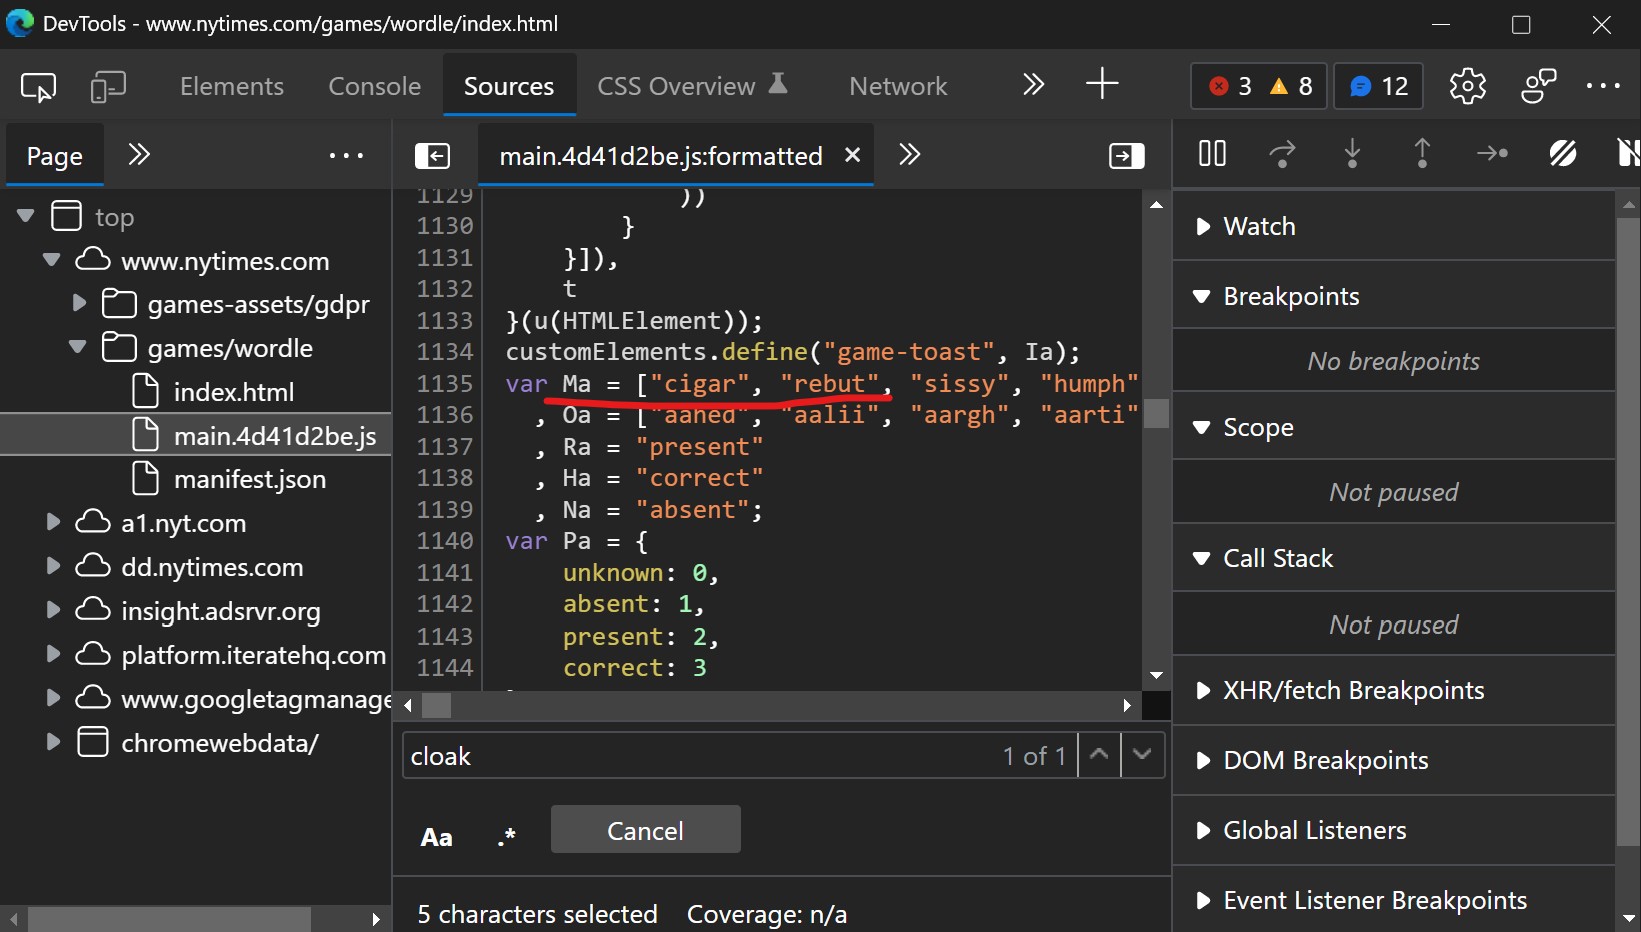 DevTools - www.nytimes.com/games/wordle/index.html
Elements Console Sources CSS Overview Network 3 8 12
Page
main.4d41d2be.js:formatted
top
www.nytimes.com
games-assets/gdpr
games/wordle
index.html
main.4d41d2be.js
manifest.json
a1.nyt.com
dd.nytimes.com
insight.adsrvr.org
platform.iteratehq.com
www.googletagmanage
chromewebdata/
1129 ))
1130 }
1131 }]),
1132 t
1133 }(u(HTMLElement));
1134 customElements.define("game-toast", Ia);
1135 var Ma = ["cigar", "rebut", "sissy", "humph"
1136 , Oa = ["aahed", "aalii", "aargh", "aarti"
1137 , Ra = "present"
1138 , Ha = "correct"
1139 , Na = "absent";
1140 var Pa = {
1141 unknown: 0,
1142 absent: 1,
1143 present: 2,
1144 correct: 3
cloak 1 of 1
Aa .* Cancel
5 characters selected Coverage: n/a
Watch
Breakpoints
No breakpoints
Scope
Not paused
Call Stack
Not paused
XHR/fetch Breakpoints
DOM Breakpoints
Global Listeners
Event Listener Breakpoints